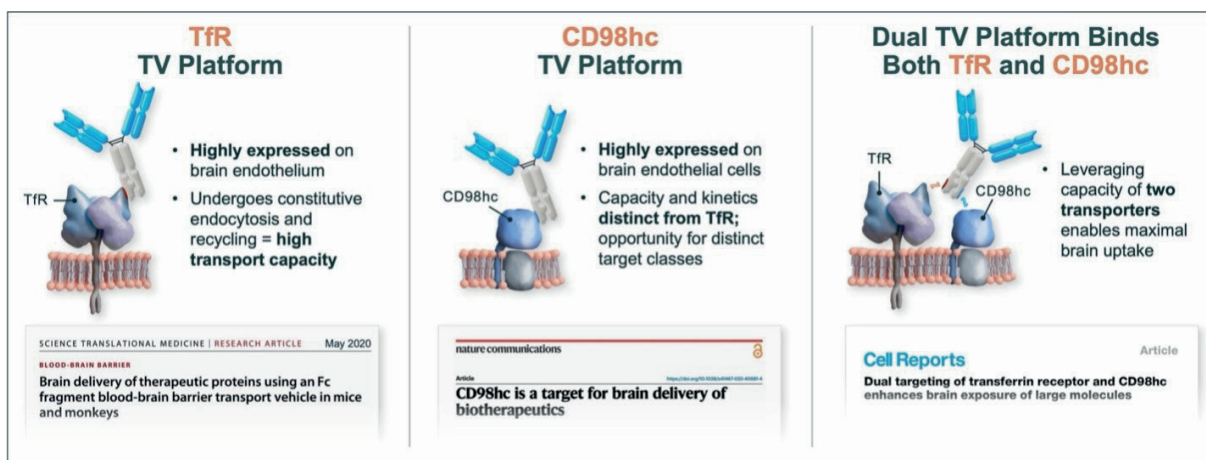 TfR
TV Platform
TfR
• Highly expressed on
brain endothelium
• Undergoes constitutive
endocytosis and
recycling = high
transport capacity
SCIENCE TRANSLATIONAL MEDICINE | RESEARCH ARTICLE May 2020
BLOOD-BRAIN BARRIER
Brain delivery of therapeutic proteins using an Fc
fragment blood-brain barrier transport vehicle in mice
and monkeys
CD98hc
TV Platform
CD98hc
• Highly expressed on
brain endothelial cells
• Capacity and kinetics
distinct from TfR;
opportunity for distinct
target classes
nature communications
Article
CD98hc is a target for brain delivery of
biotherapeutics
Dual TV Platform Binds
Both TfR and CD98hc
TfR
CD98hc
• Leveraging
capacity of two
transporters
enables maximal
brain uptake
Cell Reports
Article
Dual targeting of transferrin receptor and CD98hc
enhances brain exposure of large molecules